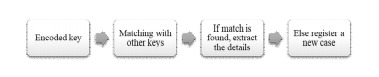 Encoded key
Matching with
other keys
If match is
found, extract
the details
Else register a
new case